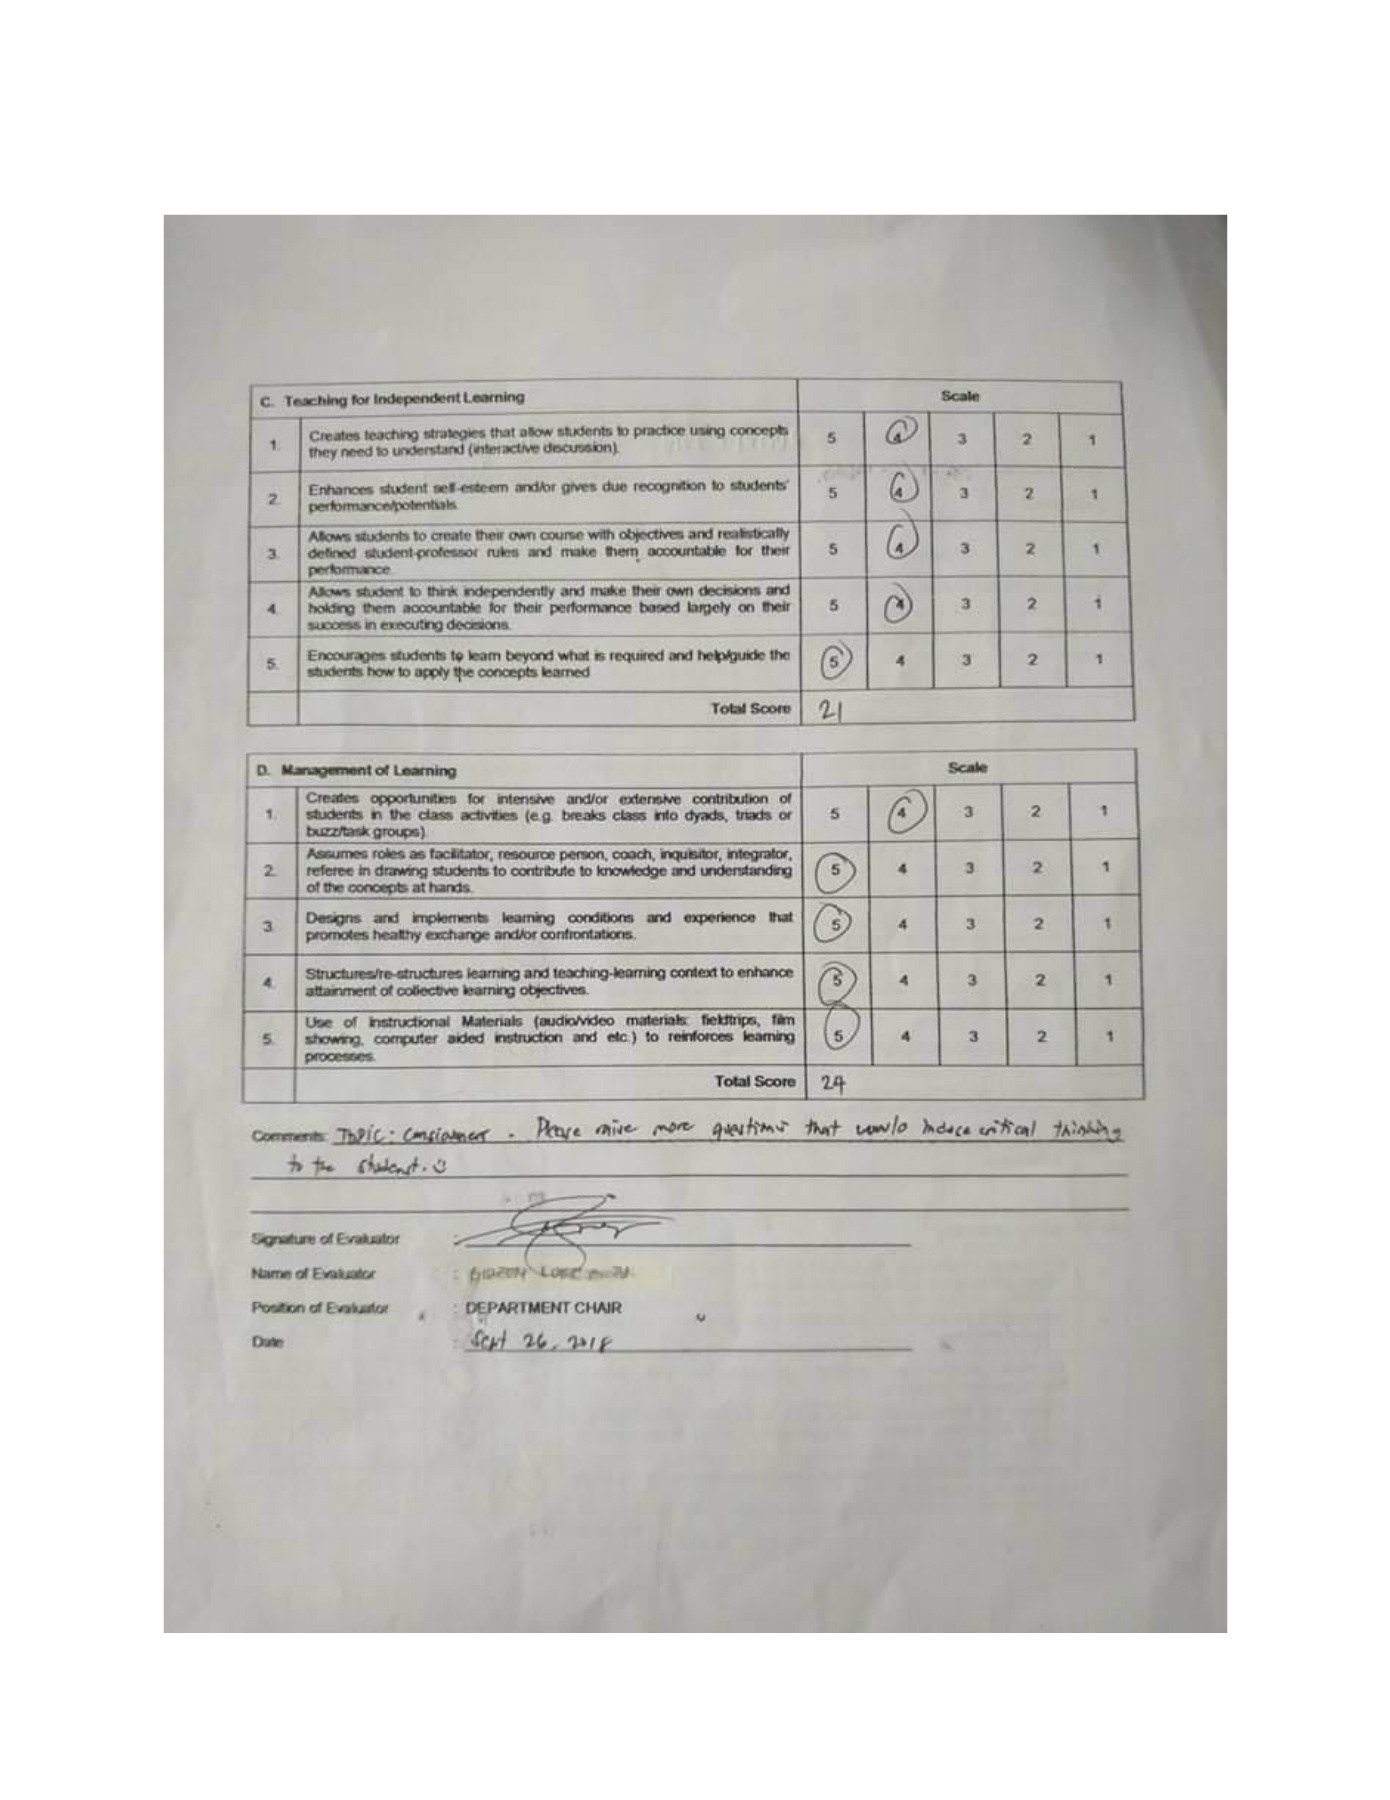 C. Teaching for Independent Learning Scale
1. Creates teaching strategies that allow students to practice using concepts 5 4 3 2 1
they need to understand (interactive discussion).
2. Enhances student self-esteem and/or gives due recognition to students' 5 4 3 2 1
performance/potentials.
Allows students to create their own course with objectives and realistically
3. defined student-professor rules and make them accountable for their 5 4 3 2 1
performance.
Allows student to think independently and make their own decisions and
4. holding them accountable for their performance based largely on their 5 4 3 2 1
success in executing decisions.
5. Encourages students to learn beyond what is required and help/guide the 5 4 3 2 1
students how to apply the concepts learned
Total Score 21
D. Management of Learning Scale
Creates opportunities for intensive and/or extensive contribution of
1. students in the class activities (e.g. breaks class into dyads, triads or 5 4 3 2 1
buzz/task groups).
Assumes roles as facilitator, resource person, coach, inquisitor, integrator,
2. referee in drawing students to contribute to knowledge and understanding 5 4 3 2 1
of the concepts at hands.
3. Designs and implements learning conditions and experience that 5 4 3 2 1
promotes healthy exchange and/or confrontations.
4. Structures/re-structures learning and teaching-learning context to enhance 5 4 3 2 1
attainment of collective learning objectives.
Use of Instructional Materials (audio/video materials: fieldtrips, film
5. showing, computer aided instruction and etc.) to reinforces learning 5 4 3 2 1
processes.
Total Score 24
Comments: Topic: . Please raise more questions that would induce critical thinking
to the student.
Signature of Evaluator :
Name of Evaluator :
Position of Evaluator : DEPARTMENT CHAIR
Date : Sept 26, 2018